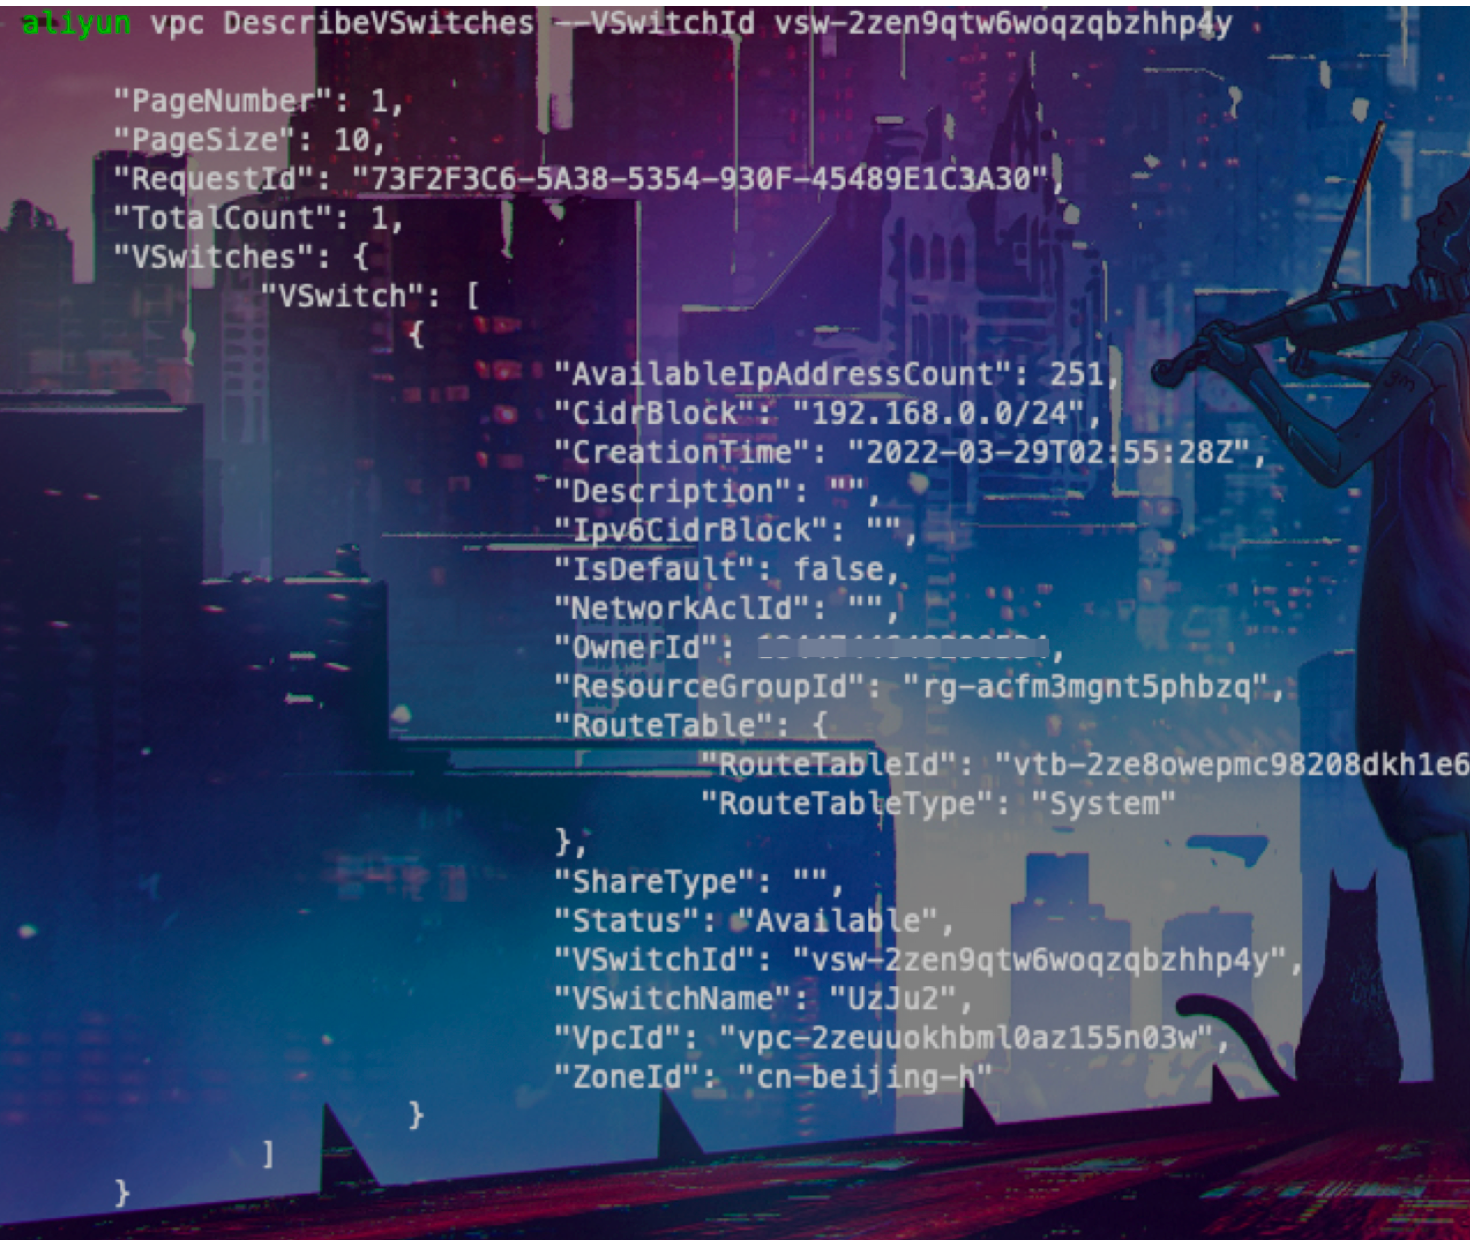 aliyun vpc DescribeVSwitches --VSwitchId vsw-2zen9qtw6woqzqbzhhp4y
"PageNumber": 1,
"PageSize": 10,
"RequestId": "73F2F3C6-5A38-5354-930F-45489E1C3A30",
"TotalCount": 1,
"VSwitches": {
"VSwitch": [
{
"AvailableIpAddressCount": 251,
"CidrBlock": "192.168.0.0/24",
"CreationTime": "2022-03-29T02:55:28Z",
"Description": "",
"Ipv6CidrBlock": "",
"IsDefault": false,
"NetworkAclId": "",
"OwnerId": ,
"ResourceGroupId": "rg-acfm3mgnt5phbzq",
"RouteTable": {
"RouteTableId": "vtb-2ze8owepmc98208dkh1e6
"RouteTableType": "System"
},
"ShareType": "",
"Status": "Available",
"VSwitchId": "vsw-2zen9qtw6woqzqbzhhp4y",
"VSwitchName": "UzJu2",
"VpcId": "vpc-2zeuuokhbml0az155n03w",
"ZoneId": "cn-beijing-h"
}
]
}